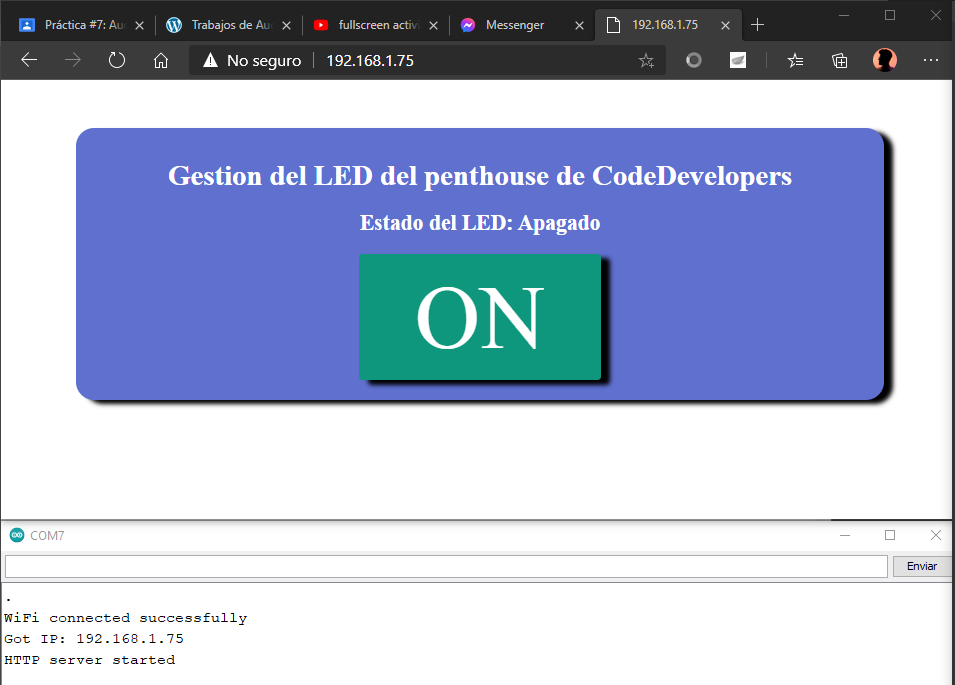 Práctica #7: Au
Trabajos de Au
fullscreen activ
Messenger
192.168.1.75
No seguro
192.168.1.75
Gestion del LED del penthouse de CodeDevelopers
Estado del LED: Apagado
ON
COM7
Enviar
.
WiFi connected successfully
Got IP: 192.168.1.75
HTTP server started